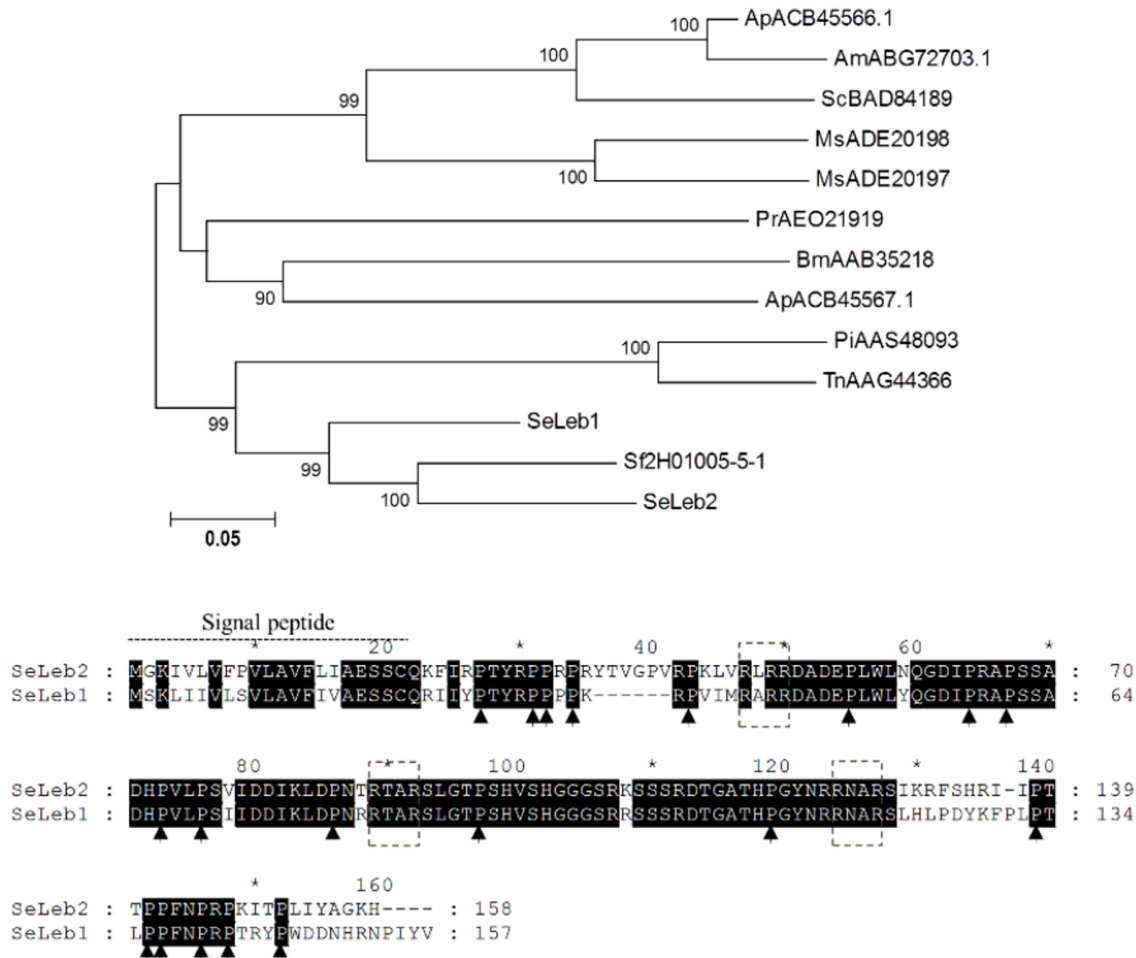 ApACB45566.1
100
AmABG72703.1
100
ScBAD84189
99
MsADE20198
100
MsADE20197
PrAEO21919
BmAAB35218
90
ApACB45567.1
PiAAS48093
100
TnAAG44366
99
SeLeb1
99
Sf2H01005-5-1
100
SeLeb2
0.05
Signal peptide
* 20 * 40 * 60 *
SeLeb2 : MGKIVLVFPVLAVFLIAESSCQKFIRPTYRPPRPRYTVGPVRPKLVRLRRDADEPLWLNQGDIPRAPSSA : 70
SeLeb1 : MSKLIIVLSVLAVFIVAESSCQRIIYPTYRPPPPK------RPVIMRARRDADEPLWLYQGDIPRAPSSA : 64
80 * 100 * 120 * 140
SeLeb2 : DHPVLPSVIDDIKLDPNTRTARSLGTPSHVSHGGGSRKSSSRDTGATHPGYNRRNARSIKRFSHRI-IPT : 139
SeLeb1 : DHPVLPSIIDDIKLDPNRRTARSLGTPSHVSHGGGSRRSSSRDTGATHPGYNRRNARSLHLPDYKFPLPT : 134
* 160
SeLeb2 : TPPFNPRPKITPLIYAGKH---- : 158
SeLeb1 : LPPFNPRPTRYPWDDNHRNPIYV : 157